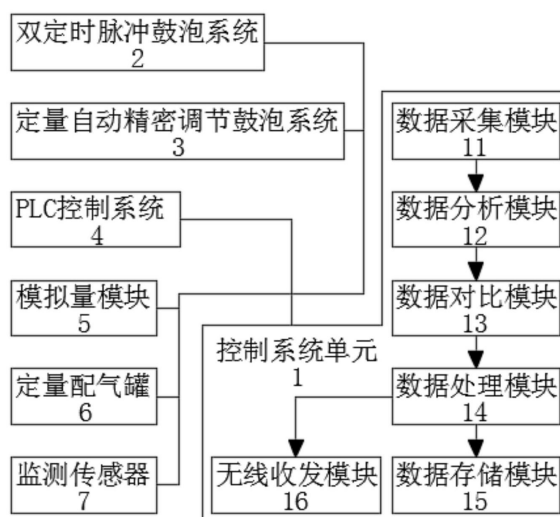 双定时脉冲鼓泡系统
2
定量自动精密调节鼓泡系统
3
PLC控制系统
4
模拟量模块
5
定量配气罐
6
监测传感器
7
控制系统单元
1
数据采集模块
11
数据分析模块
12
数据对比模块
13
数据处理模块
14
数据存储模块
15
无线收发模块
16